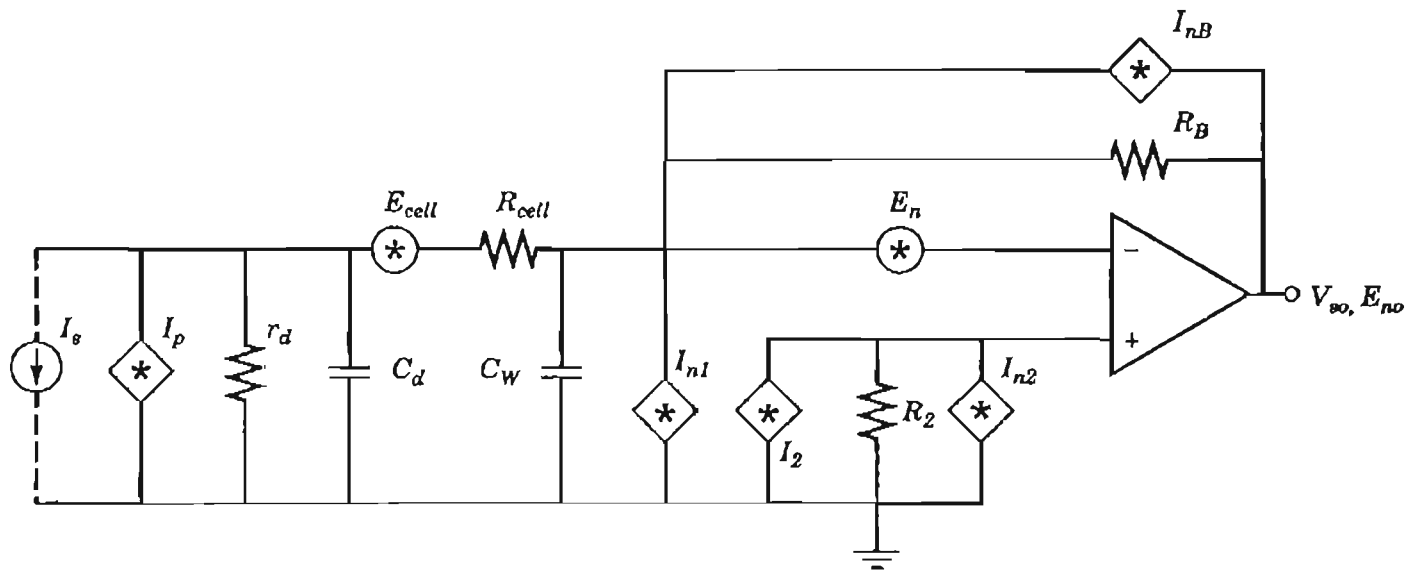 I_nB
R_B
E_cell R_cell E_n
−
I_s I_p r_d C_d C_W I_n1 I_n2
+
V_so, E_no
R_2
I_2
* * * * * * * *